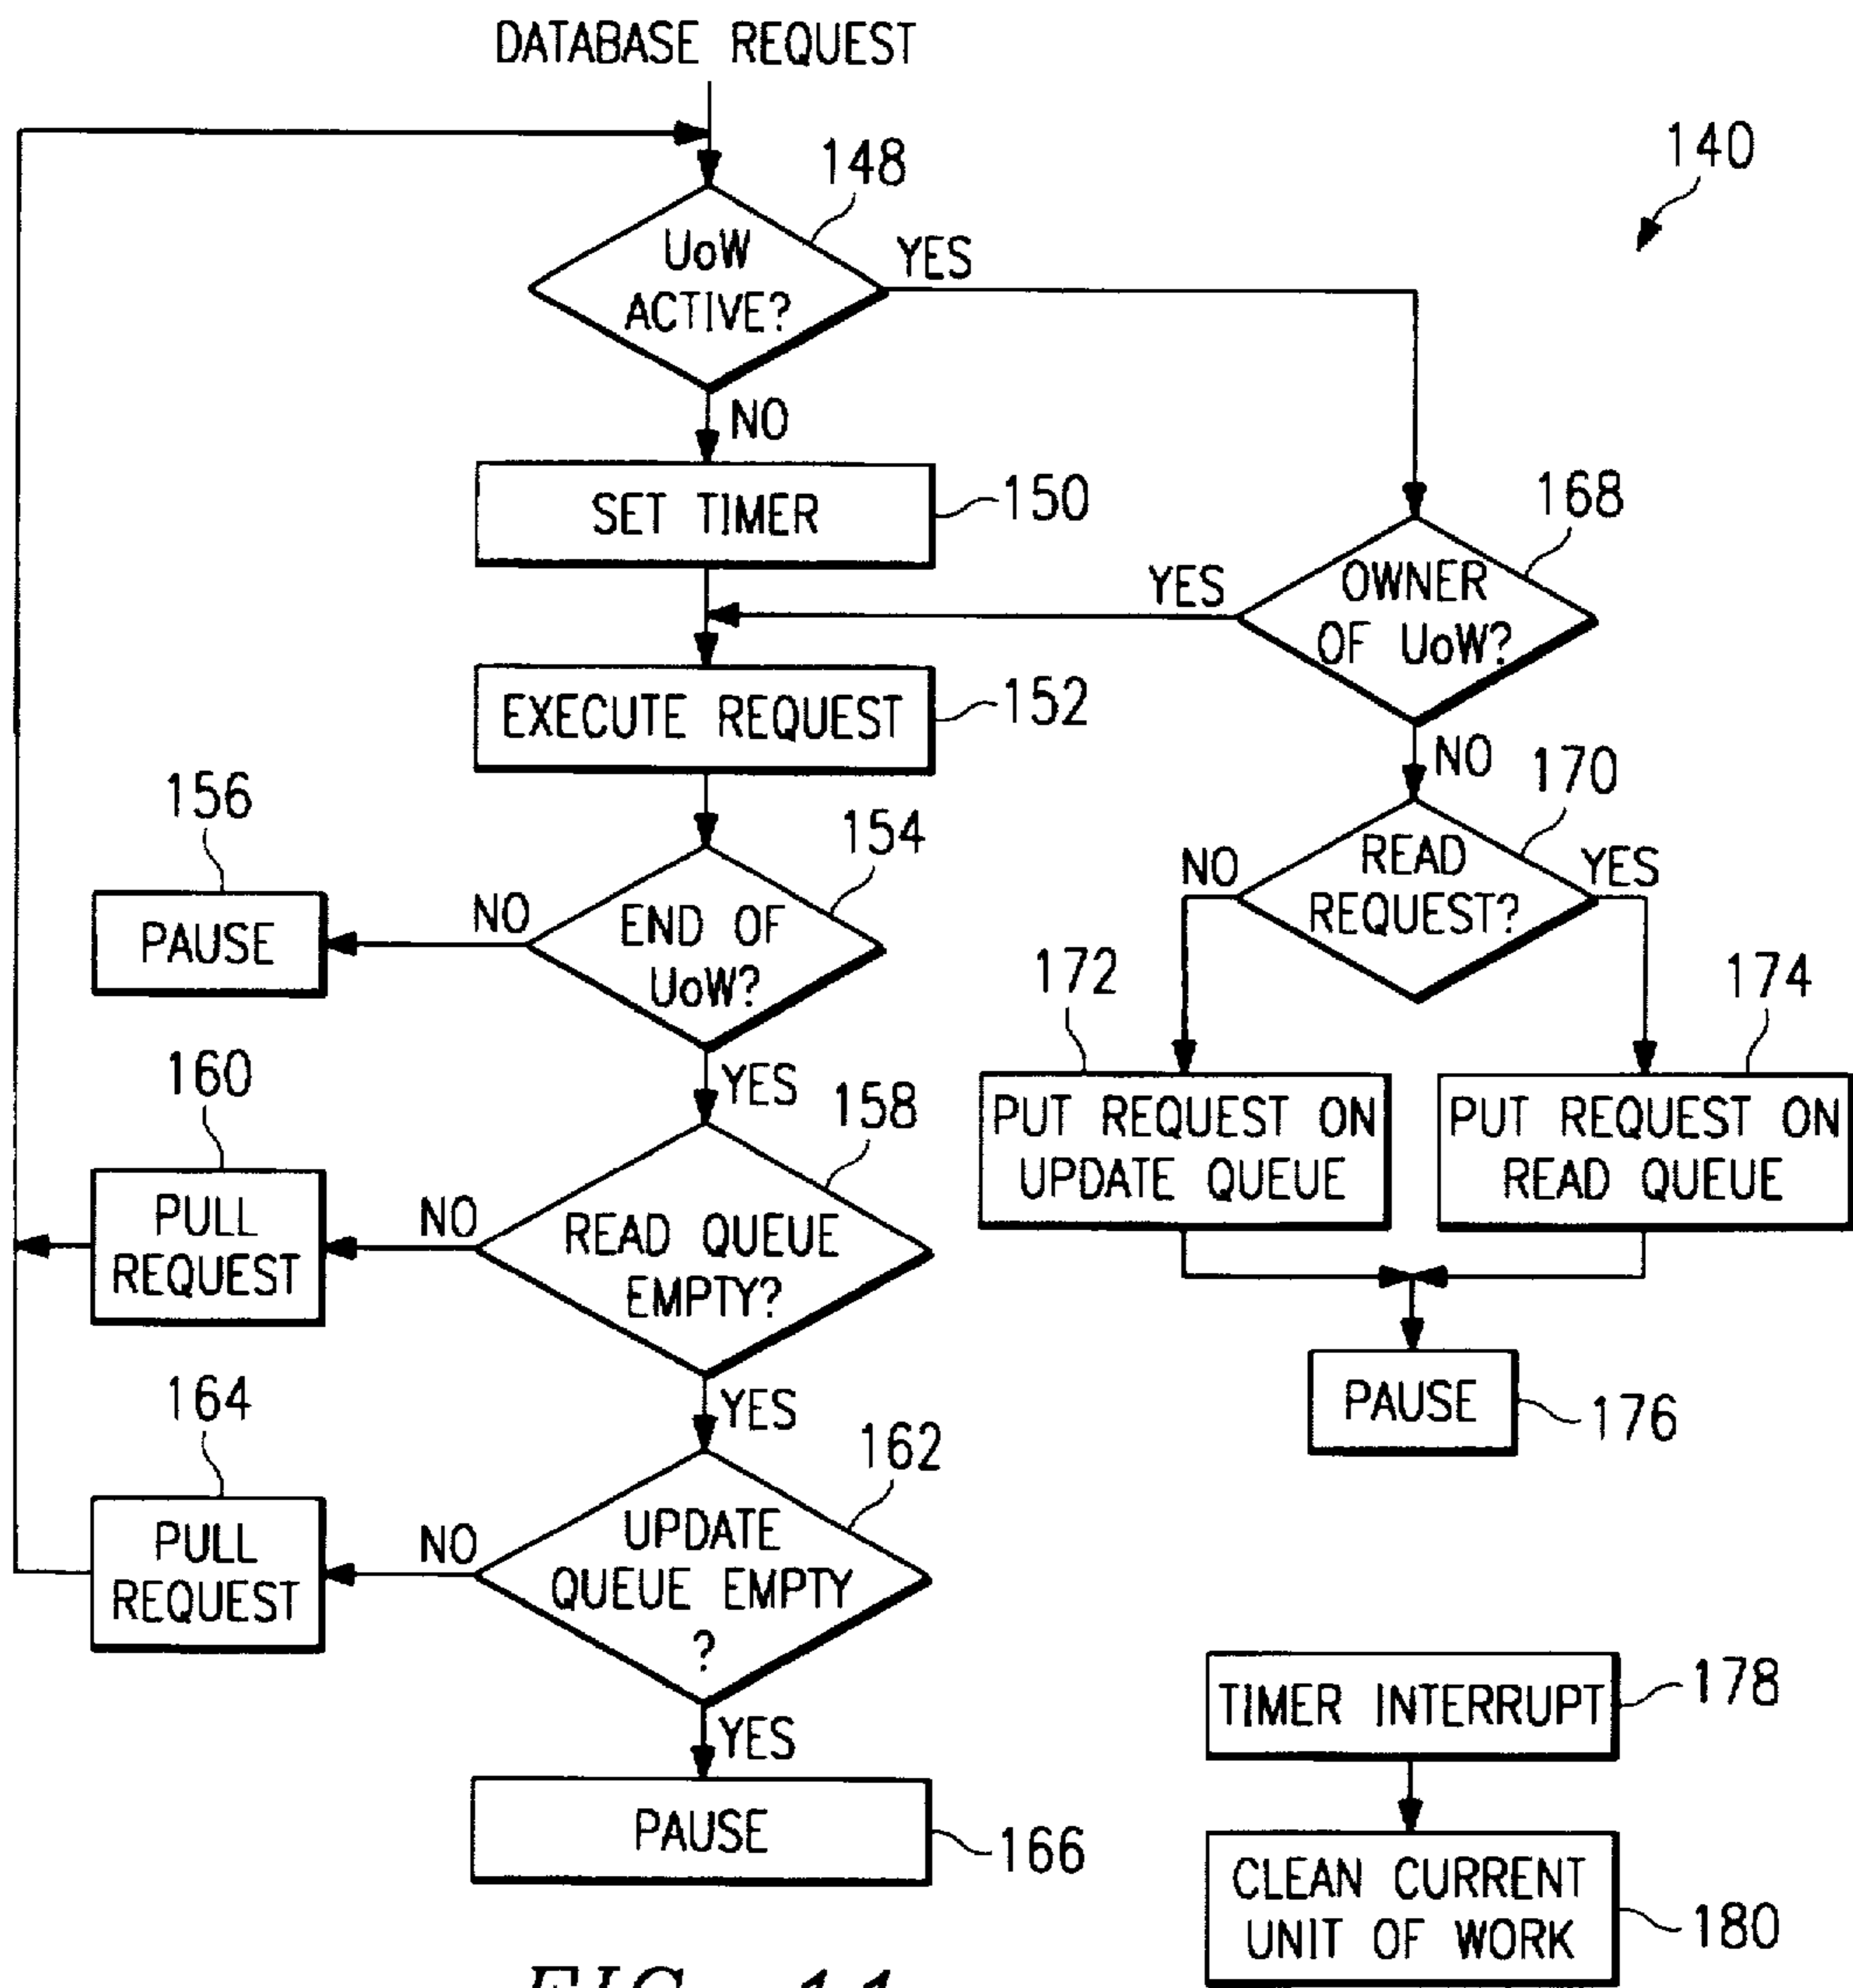 DATABASE REQUEST
140
148
UoW
ACTIVE?
YES
NO
SET TIMER
150
168
OWNER
OF UoW?
YES
NO
EXECUTE REQUEST
152
170
READ
REQUEST?
NO
YES
156
PAUSE
154
END OF
UoW?
NO
YES
172
PUT REQUEST ON
UPDATE QUEUE
174
PUT REQUEST ON
READ QUEUE
160
PULL
REQUEST
158
READ QUEUE
EMPTY?
NO
YES
PAUSE
176
164
PULL
REQUEST
162
UPDATE
QUEUE EMPTY
?
NO
YES
PAUSE
166
TIMER INTERRUPT
178
CLEAN CURRENT
UNIT OF WORK
180
FIG. 11